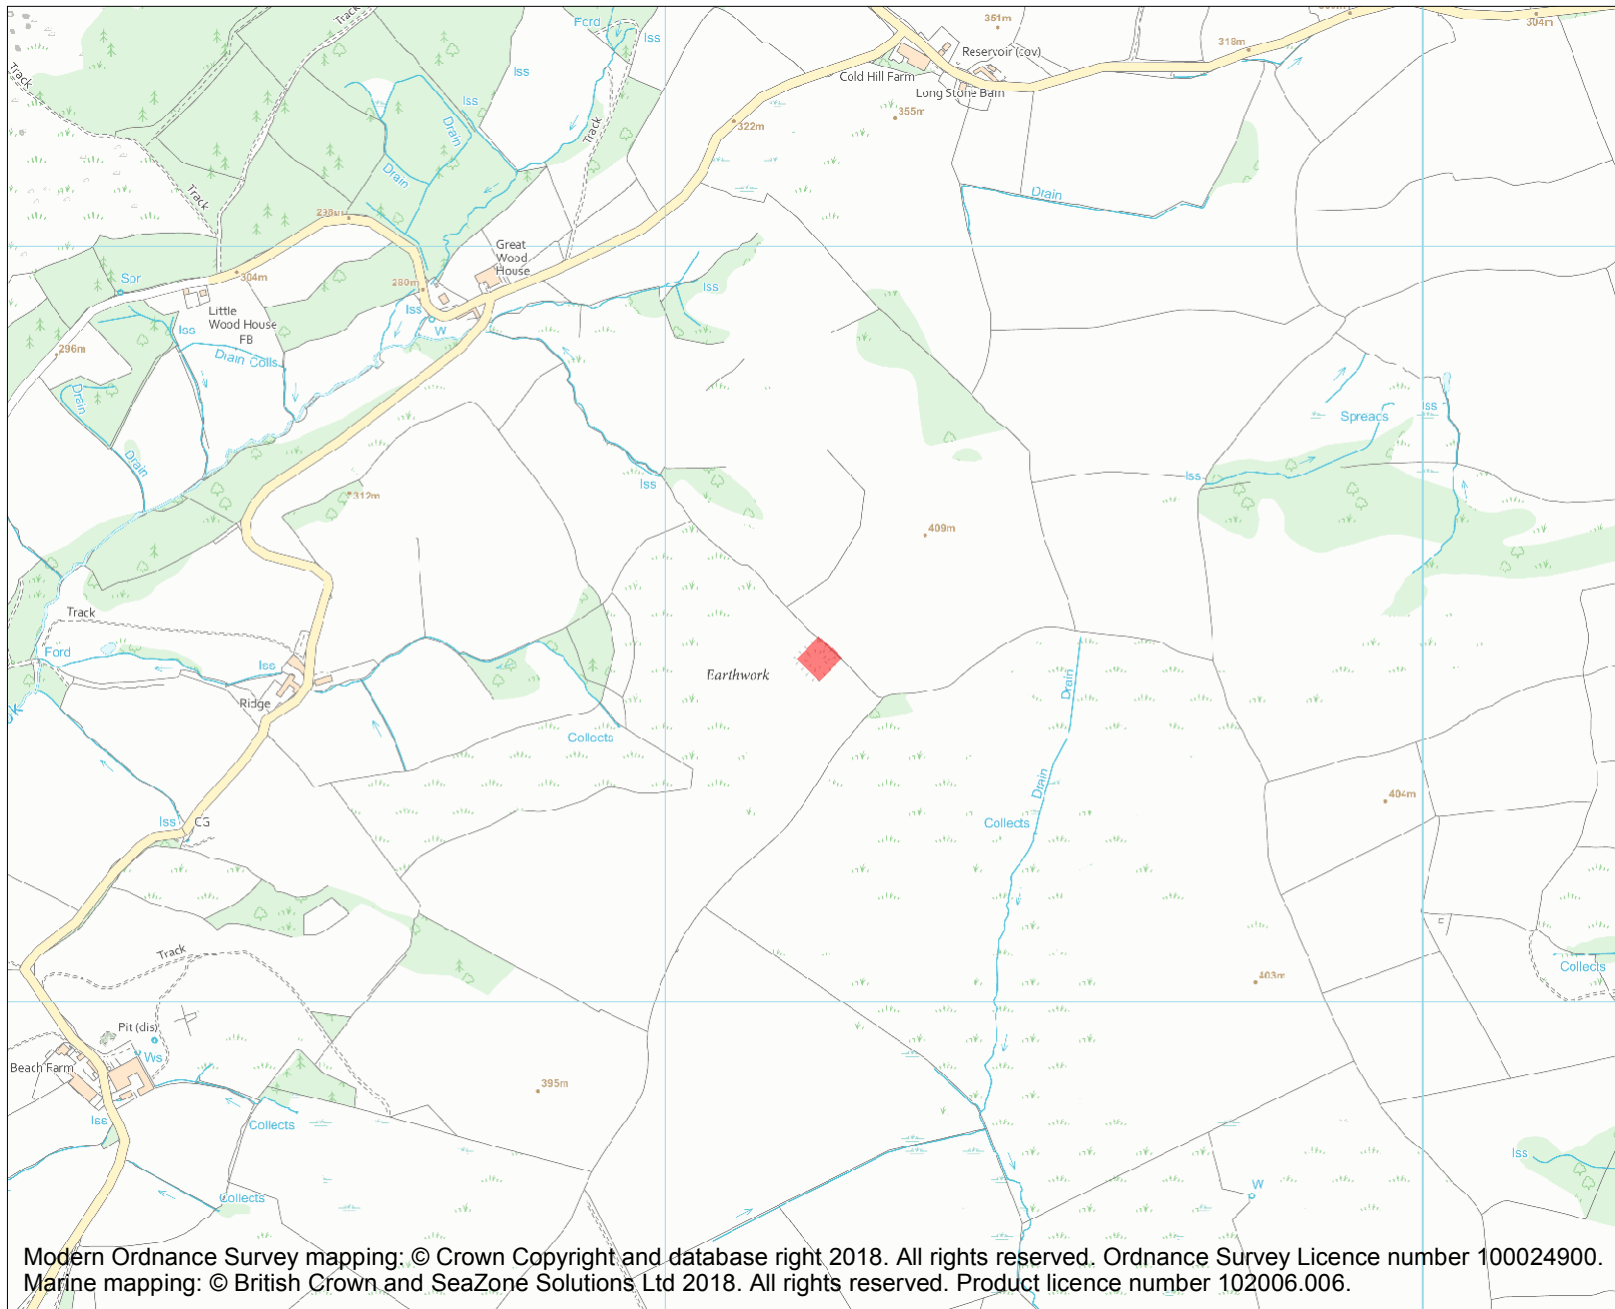 Track
Ford
Iss
361m
304m
318m
Reservoir (cov)
Cold Hill Farm
Long Stone Barn
Track
Iss
Iss
355m
322m
Drain
Track
Drain
Track
Drain
298m
Great
Wood
House
Spr
304m
280m
Iss
Little
Wood House
FB
Iss
W
Iss
296m
Drain Colls
Drain
Spreads
Iss
Drain
Iss
Iss
312m
409m
Track
Ford
Iss
Earthwork
Drain
Ridge
Collects
Drain
404m
Iss
CG
Collects
Track
403m
Collects
Pit (dis)
Ws
Beach Farm
395m
Iss
Collects
Iss
W
Collects
Modern Ordnance Survey mapping: © Crown Copyright and database right 2018. All rights reserved. Ordnance Survey Licence number 100024900.
Marine mapping: © British Crown and SeaZone Solutions Ltd 2018. All rights reserved. Product licence number 102006.006.